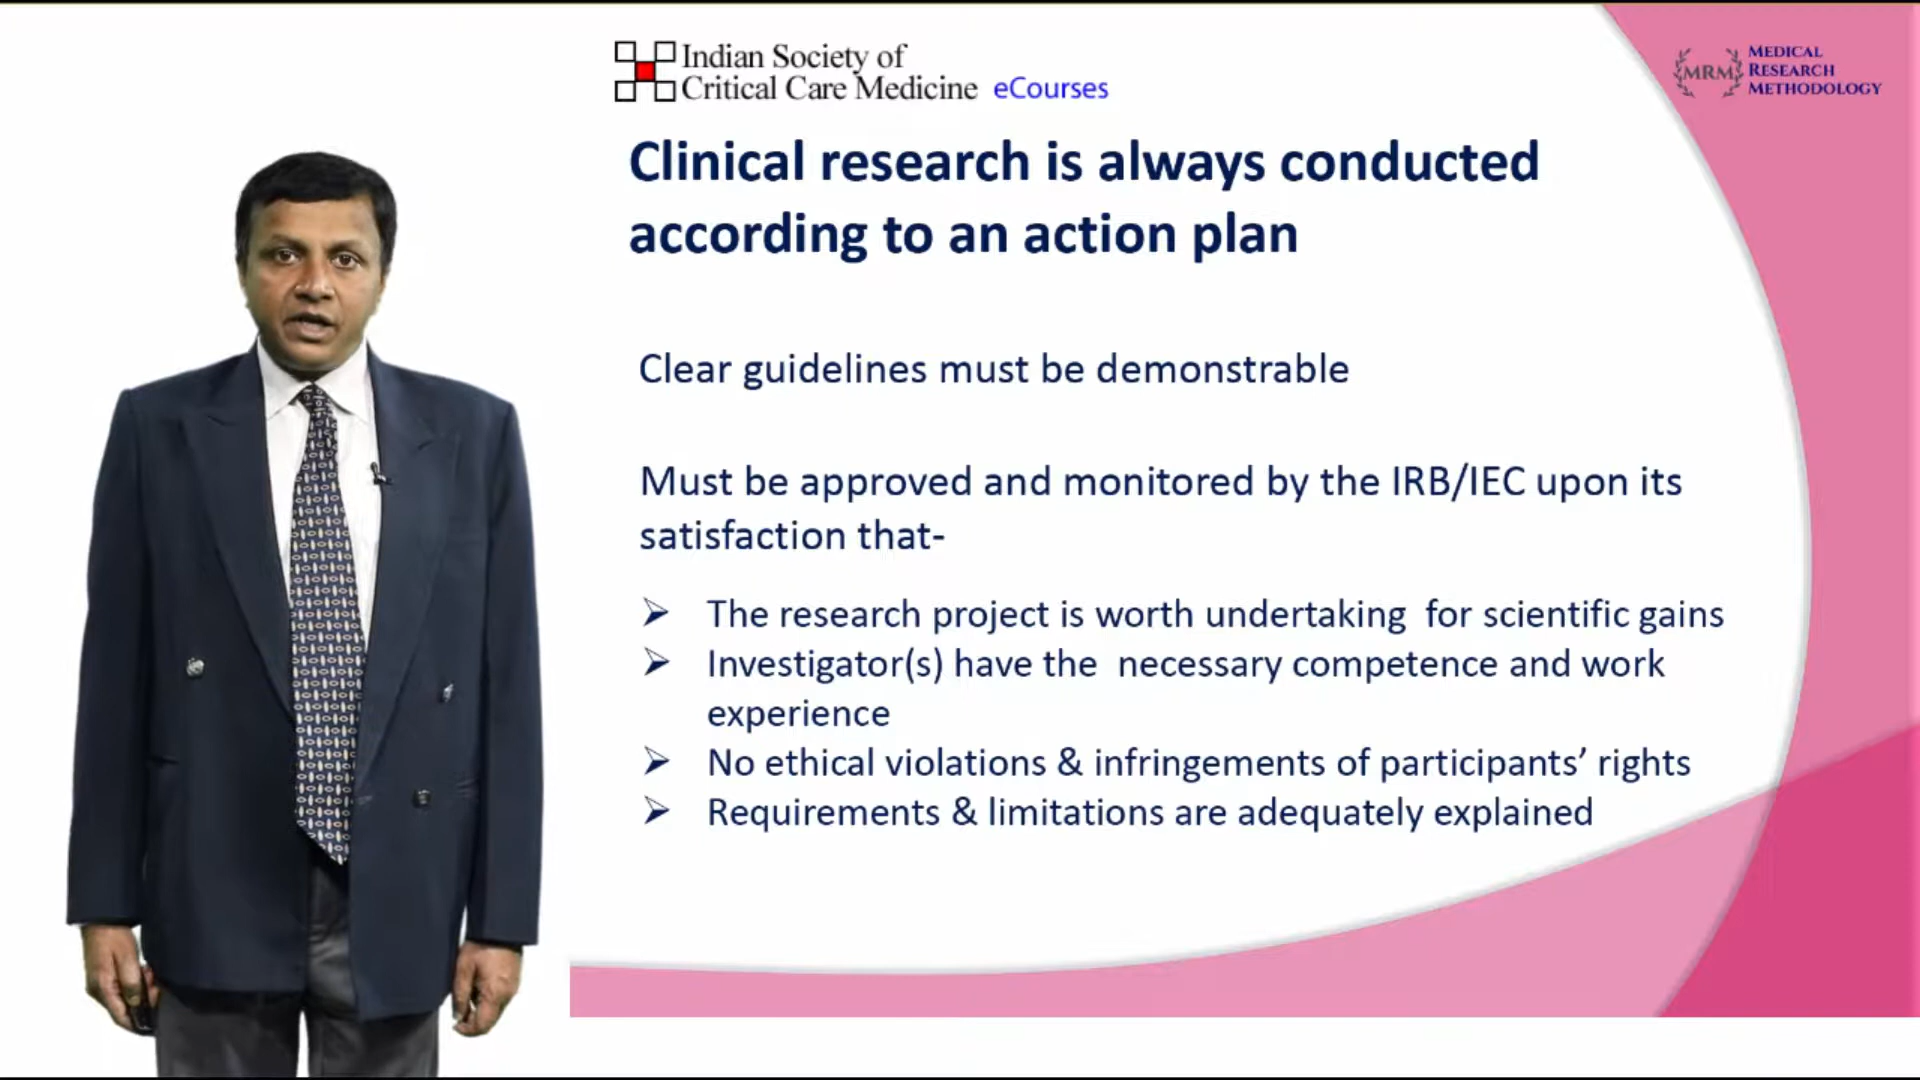 Indian Society of
Critical Care Medicine eCourses
MRM
MEDICAL
RESEARCH
METHODOLOGY
Clinical research is always conducted
according to an action plan
Clear guidelines must be demonstrable
Must be approved and monitored by the IRB/IEC upon its
satisfaction that-
➢ The research project is worth undertaking for scientific gains
➢ Investigator(s) have the necessary competence and work
experience
➢ No ethical violations & infringements of participants’ rights
➢ Requirements & limitations are adequately explained